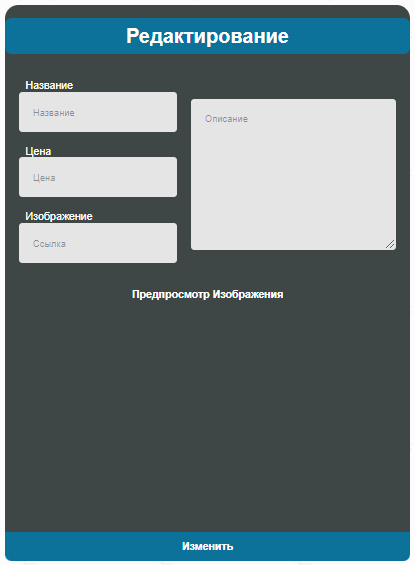 Редактирование
Название
Название
Описание
Цена
Цена
Изображение
Ссылка
Предпросмотр Изображения
Изменить